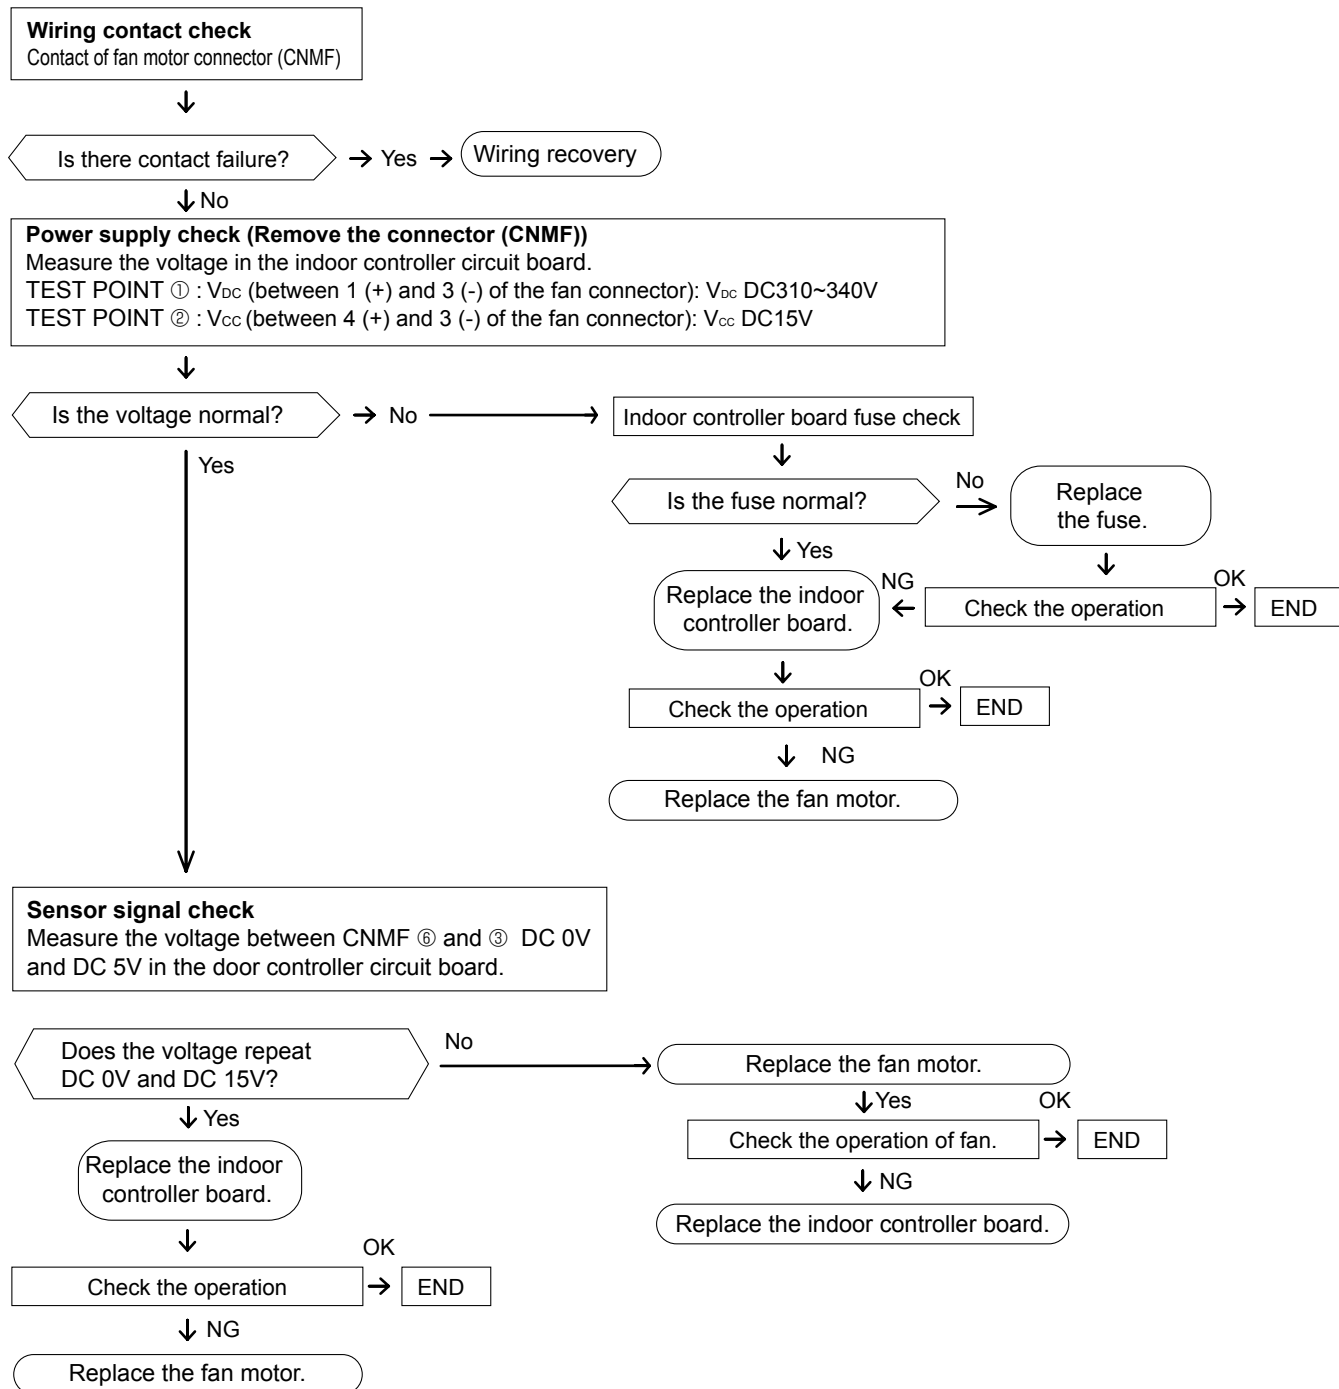 Wiring contact check
Contact of fan motor connector (CNMF)
Is there contact failure?
Yes
Wiring recovery
No
Power supply check (Remove the connector (CNMF))
Measure the voltage in the indoor controller circuit board.
TEST POINT ① : VDC (between 1 (+) and 3 (-) of the fan connector): VDC DC310~340V
TEST POINT ② : VCC (between 4 (+) and 3 (-) of the fan connector): VCC DC15V
Is the voltage normal?
No
Indoor controller board fuse check
Yes
Is the fuse normal?
No
Replace
the fuse.
Yes
Replace the indoor
controller board.
NG
Check the operation
OK
END
Check the operation
OK
END
NG
Replace the fan motor.
Sensor signal check
Measure the voltage between CNMF ⑥ and ③ DC 0V
and DC 5V in the door controller circuit board.
Does the voltage repeat
DC 0V and DC 15V?
No
Replace the fan motor.
Yes
OK
Check the operation of fan.
END
NG
Replace the indoor controller board.
Yes
Replace the indoor
controller board.
OK
Check the operation
END
NG
Replace the fan motor.